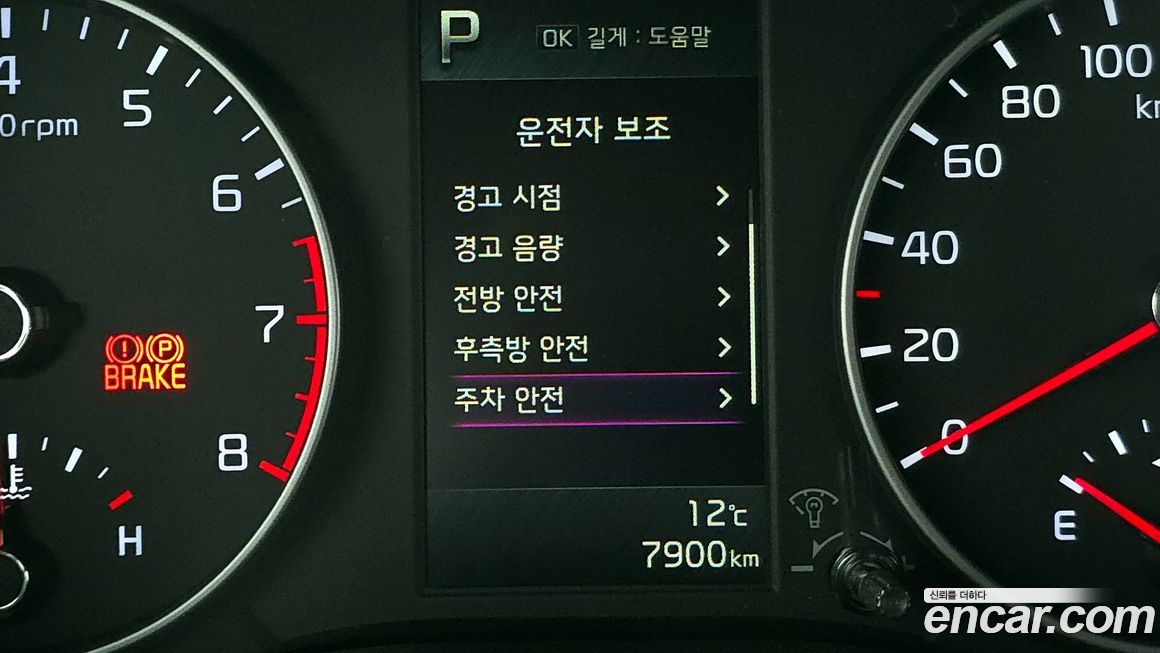 P
OK 길게 : 도움말
운전자 보조
경고 시점
경고 음량
전방 안전
후측방 안전
주차 안전
12℃
7900km
4
5
6
7
8
0rpm
BRAKE
H
100
80
60
40
20
0
km
E
신뢰를 더하다
encar.com